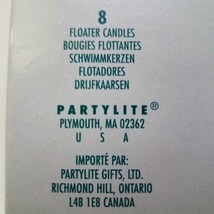 8
FLOATER CANDLES
BOUGIES FLOTTANTES
SCHWIMMKERZEN
FLOTADORES
DRIJFKAARSEN
PARTYLITE®
PLYMOUTH, MA 02362
U S A
IMPORTÉ PAR:
PARTYLITE GIFTS, LTD.
RICHMOND HILL, ONTARIO
L4B 1E8 CANADA